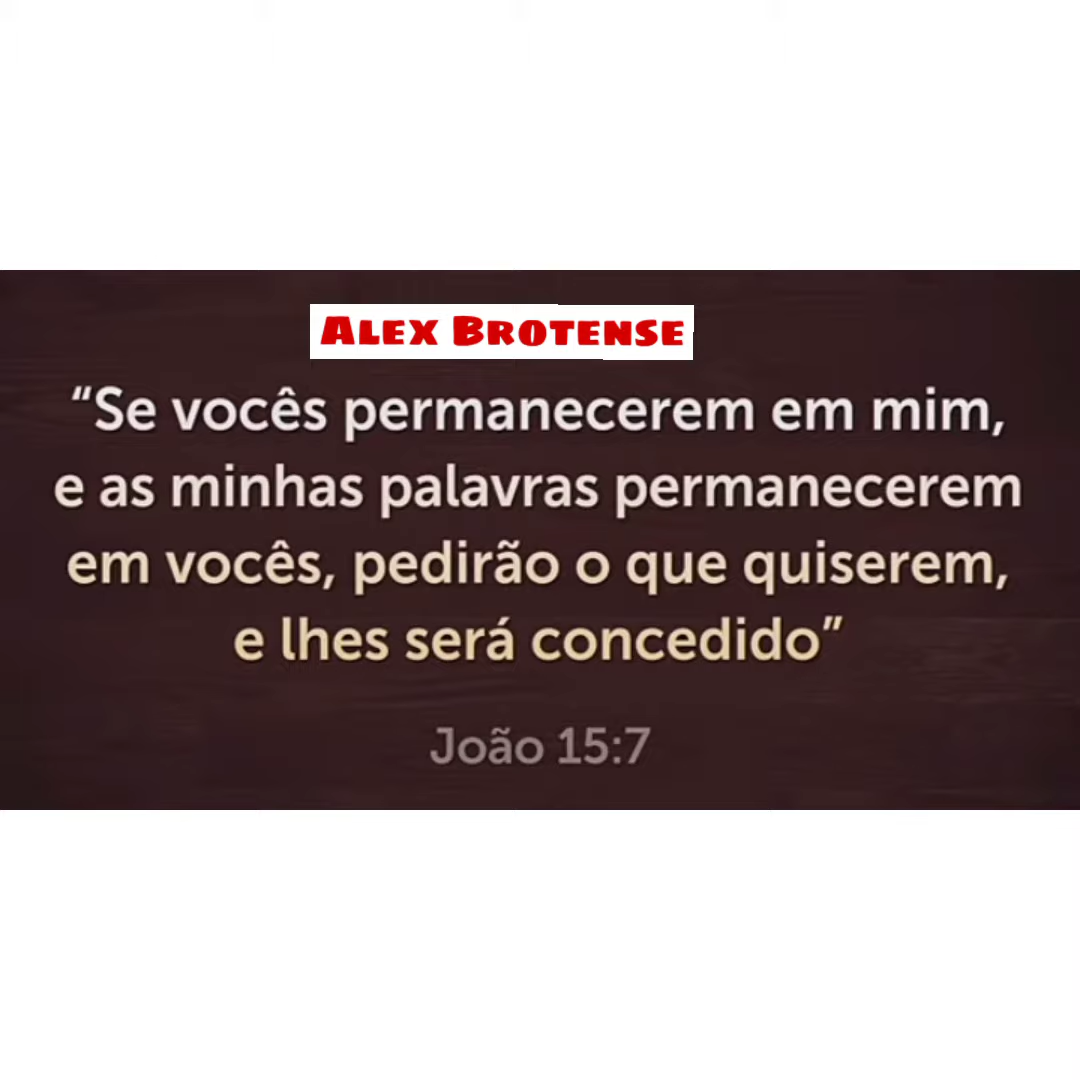 ALEX BROTENSE
“Se vocês permanecerem em mim,
e as minhas palavras permanecerem
em vocês, pedirão o que quiserem,
e lhes será concedido”
João 15:7